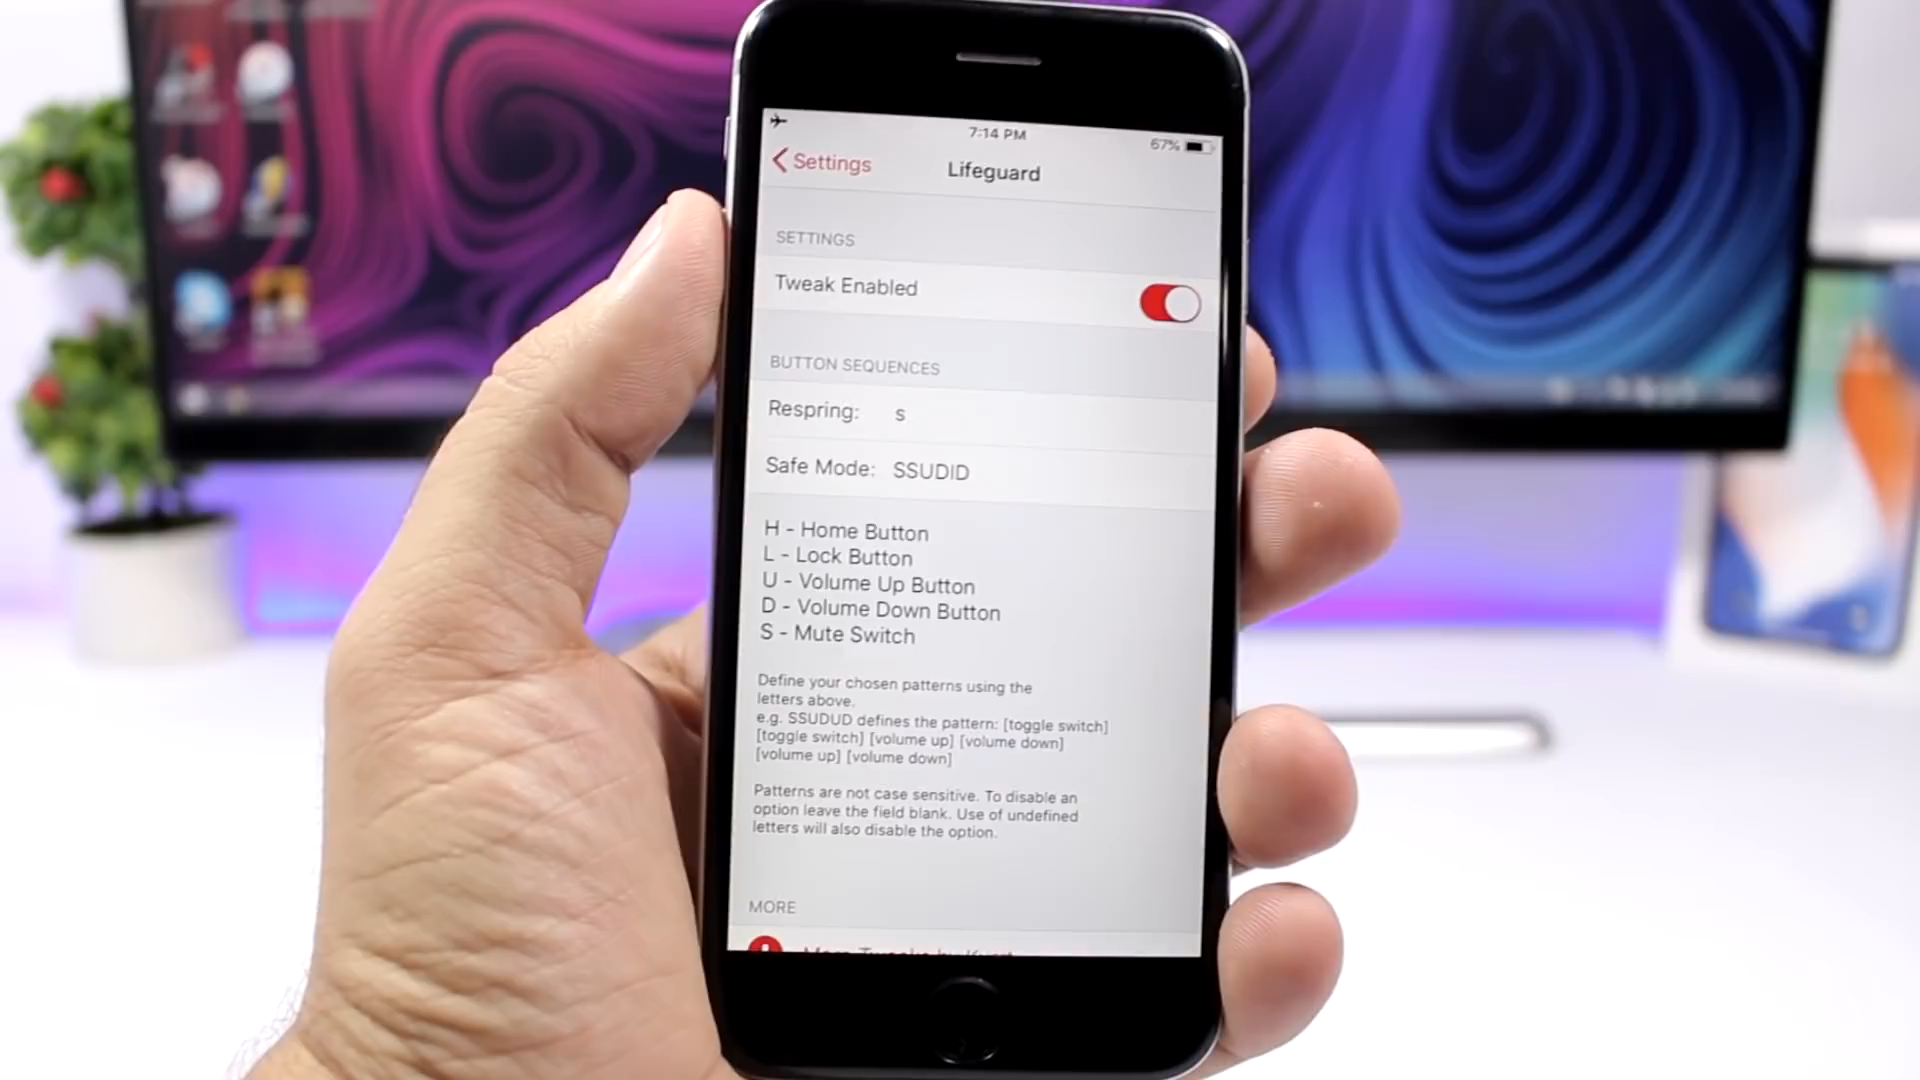 7:14 PM
67%
Settings
Lifeguard
SETTINGS
Tweak Enabled
BUTTON SEQUENCES
Respring: s
Safe Mode: SSUDID
H - Home Button
L - Lock Button
U - Volume Up Button
D - Volume Down Button
S - Mute Switch
Define your chosen patterns using the
letters above.
e.g. SSUDUD defines the pattern: [toggle switch]
[toggle switch] [volume up] [volume down]
[volume up] [volume down]
Patterns are not case sensitive. To disable an
option leave the field blank. Use of undefined
letters will also disable the option.
MORE
More Tweaks by